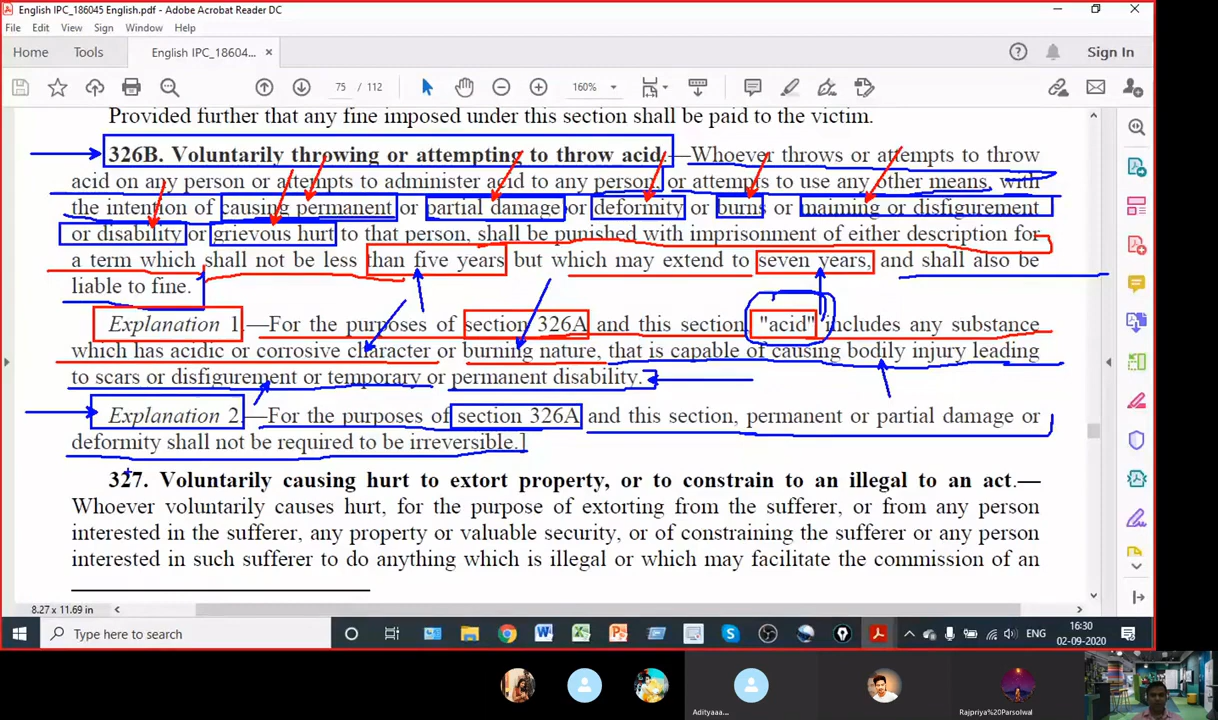 English IPC_186045 English - Adobe Acrobat Reader DC
File Edit View Sign Window Help
Home Tools English IPC_18604... × Sign In
75 / 112 160%
Provided further that any fine imposed under this section shall be paid to the victim.
326B. Voluntarily throwing or attempting to throw acid.—Whoever throws or attempts to throw
acid on any person or attempts to administer acid to any person, or attempts to use any other means, with
the intention of causing permanent or partial damage or deformity or burns or maiming or disfigurement
or disability or grievous hurt to that person, shall be punished with imprisonment of either description for
a term which shall not be less than five years but which may extend to seven years, and shall also be
liable to fine.
Explanation 1.—For the purposes of section 326A and this section, "acid" includes any substance
which has acidic or corrosive character or burning nature, that is capable of causing bodily injury leading
to scars or disfigurement or temporary or permanent disability.
Explanation 2.—For the purposes of section 326A and this section, permanent or partial damage or
deformity shall not be required to be irreversible.]
327. Voluntarily causing hurt to extort property, or to constrain to an illegal to an act.—
Whoever voluntarily causes hurt, for the purpose of extorting from the sufferer, or from any person
interested in the sufferer, any property or valuable security, or of constraining the sufferer or any person
interested in such sufferer to do anything which is illegal or which may facilitate the commission of an
8.27 x 11.69 in
Type here to search ENG 16:30
02-09-2020
Adityaaa...
Rajpriya%20Parsolwal